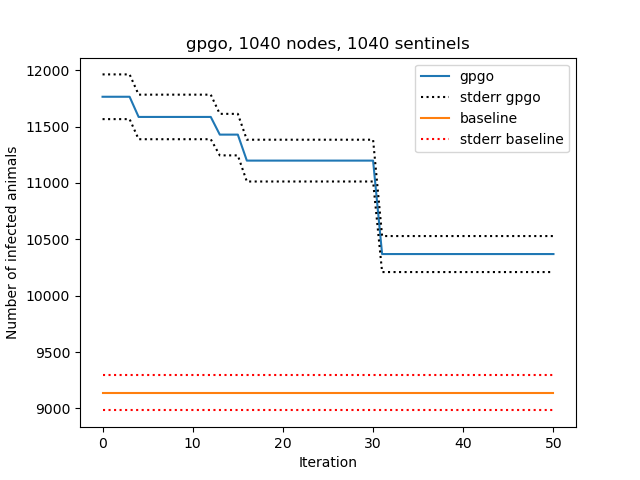 gpgo, 1040 nodes, 1040 sentinels
12000
11500
11000
10500
10000
9500
9000
Number of infected animals
gpgo
stderr gpgo
baseline
stderr baseline
0 10 20 30 40 50
Iteration